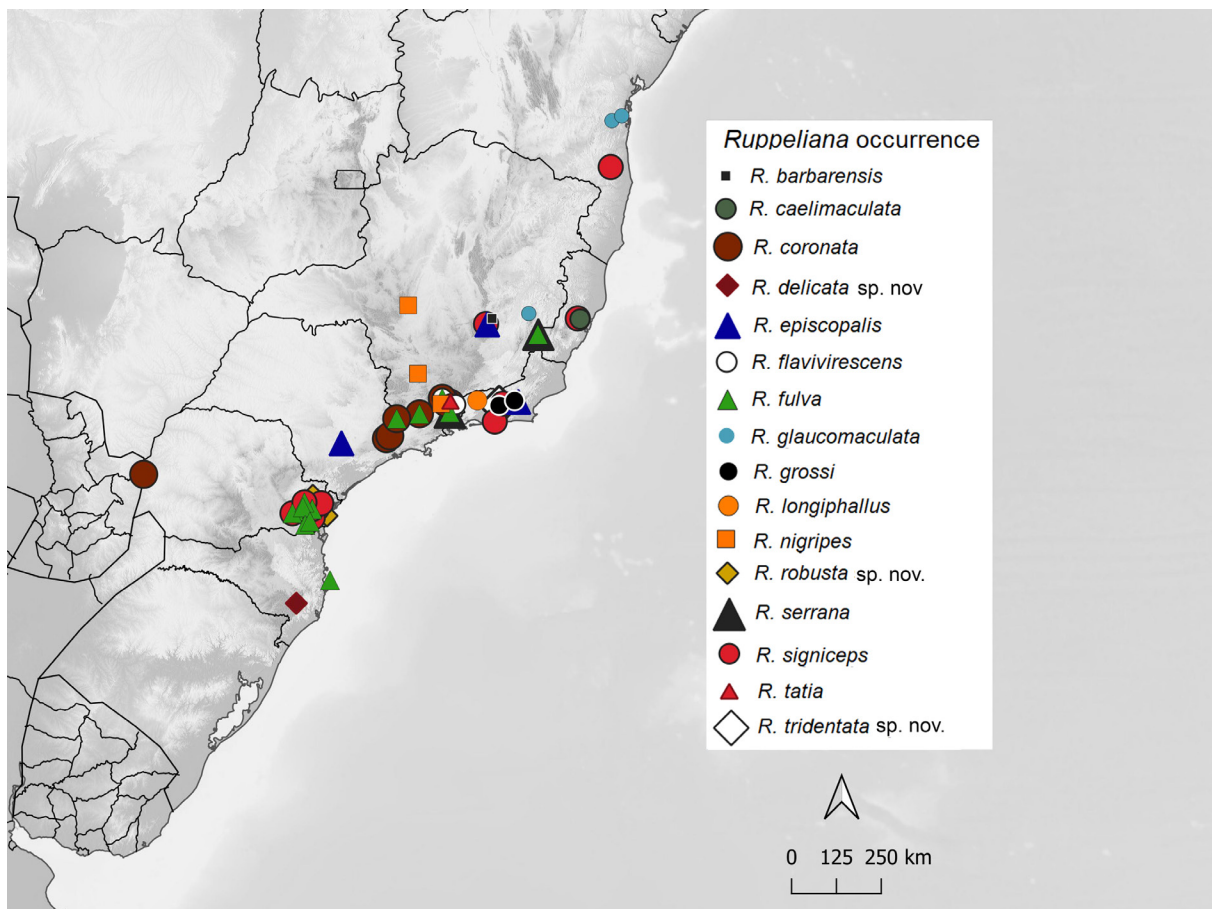 Ruppeliana occurrence
R. barbarensis
R. caelimaculata
R. coronata
R. delicata sp. nov
R. episcopalis
R. flavivirescens
R. fulva
R. glaucomaculata
R. grossi
R. longiphallus
R. nigripes
R. robusta sp. nov.
R. serrana
R. signiceps
R. tatia
R. tridentata sp. nov.
0 125 250 km